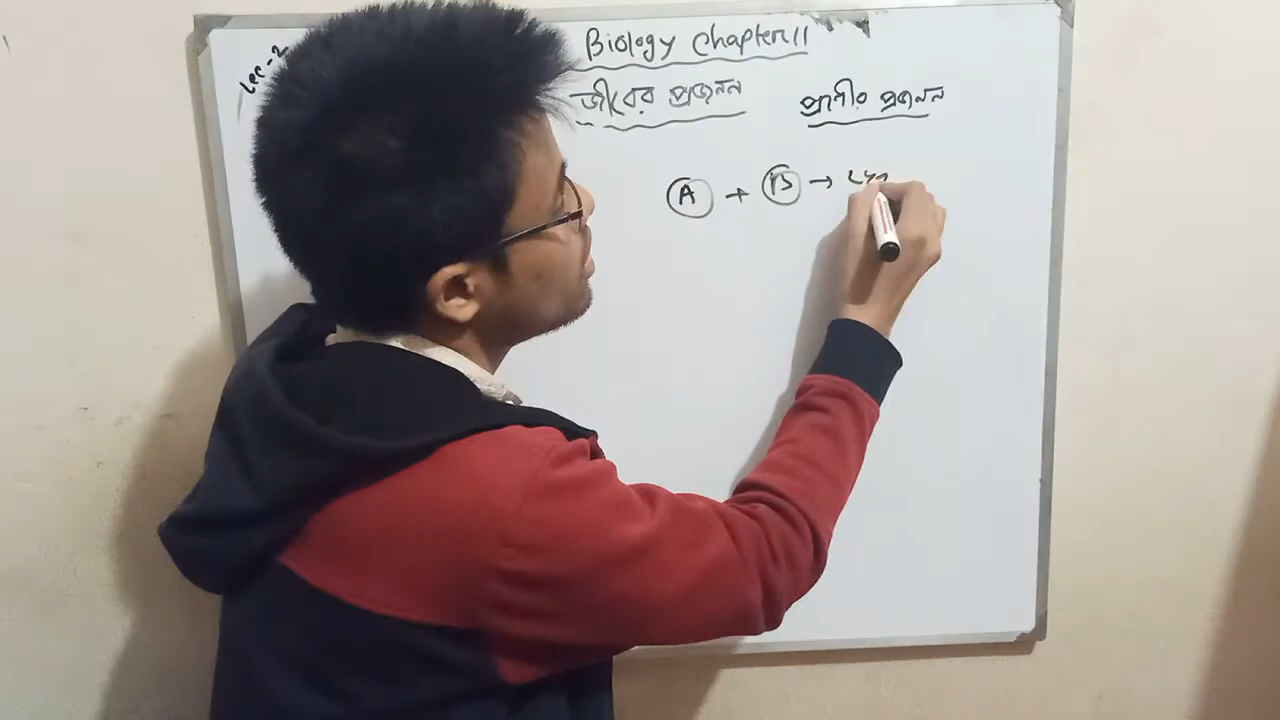 Lec-2
Biology Chapter 11
জীবের প্রজনন
প্রাণীর প্রজনন
A + B →